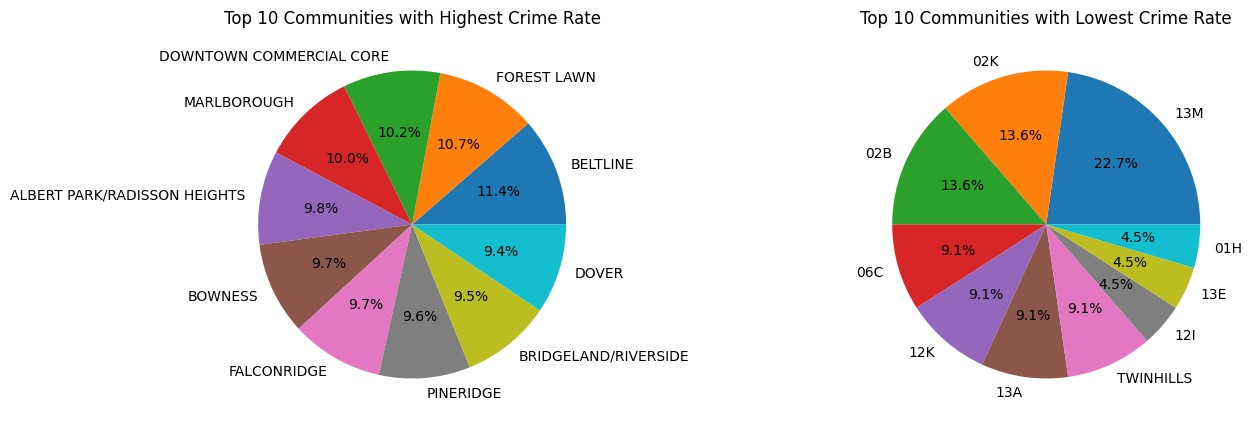 Top 10 Communities with Highest Crime Rate
DOWNTOWN COMMERCIAL CORE
FOREST LAWN
MARLBOROUGH
BELTLINE
ALBERT PARK/RADISSON HEIGHTS
BOWNESS
DOVER
FALCONRIDGE
BRIDGELAND/RIVERSIDE
PINERIDGE
10.2%
10.7%
10.0%
11.4%
9.8%
9.4%
9.7%
9.5%
9.7%
9.6%
Top 10 Communities with Lowest Crime Rate
02K
13M
02B
06C
01H
13E
12K
12I
TWINHILLS
13A
13.6%
22.7%
13.6%
4.5%
9.1%
4.5%
4.5%
9.1%
9.1%
9.1%